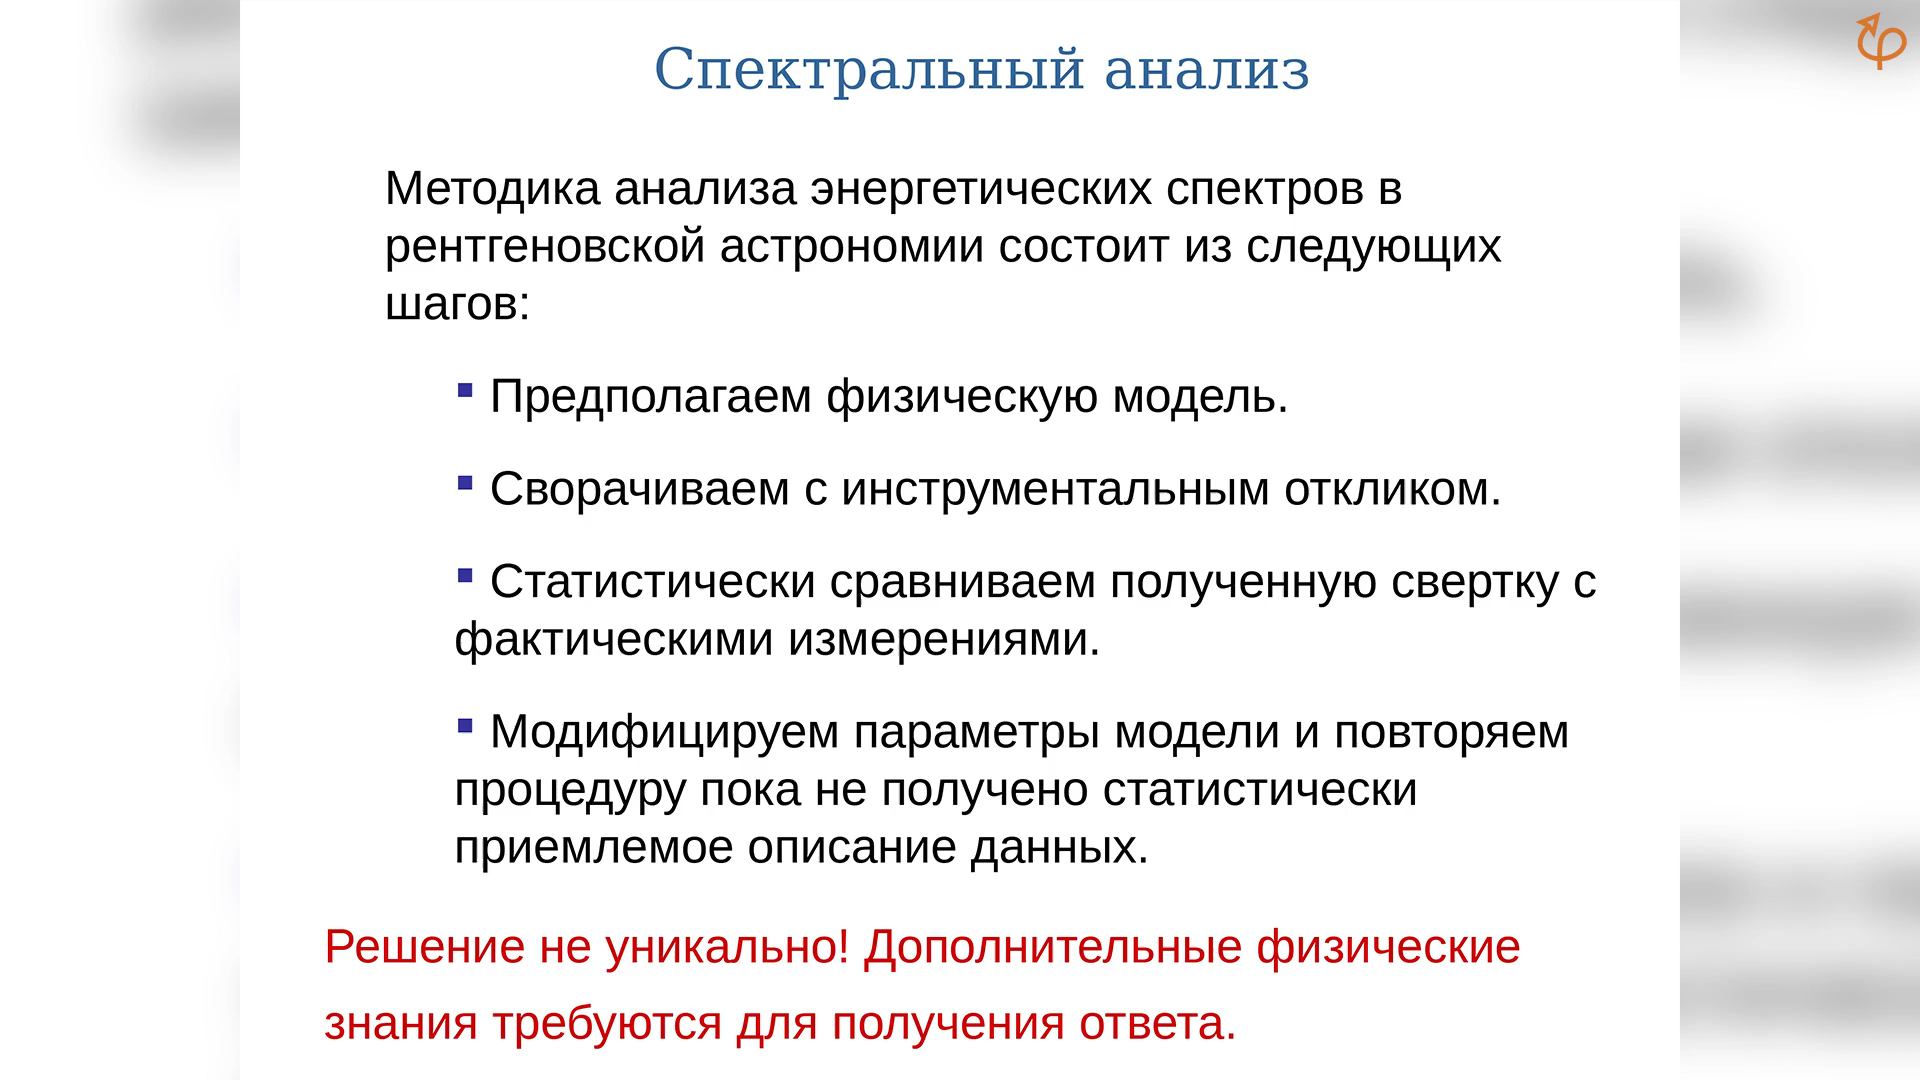 Спектральный анализ
Методика анализа энергетических спектров в
рентгеновской астрономии состоит из следующих
шагов:
▪ Предполагаем физическую модель.
▪ Сворачиваем с инструментальным откликом.
▪ Статистически сравниваем полученную свертку с
фактическими измерениями.
▪ Модифицируем параметры модели и повторяем
процедуру пока не получено статистически
приемлемое описание данных.
Решение не уникально! Дополнительные физические
знания требуются для получения ответа.